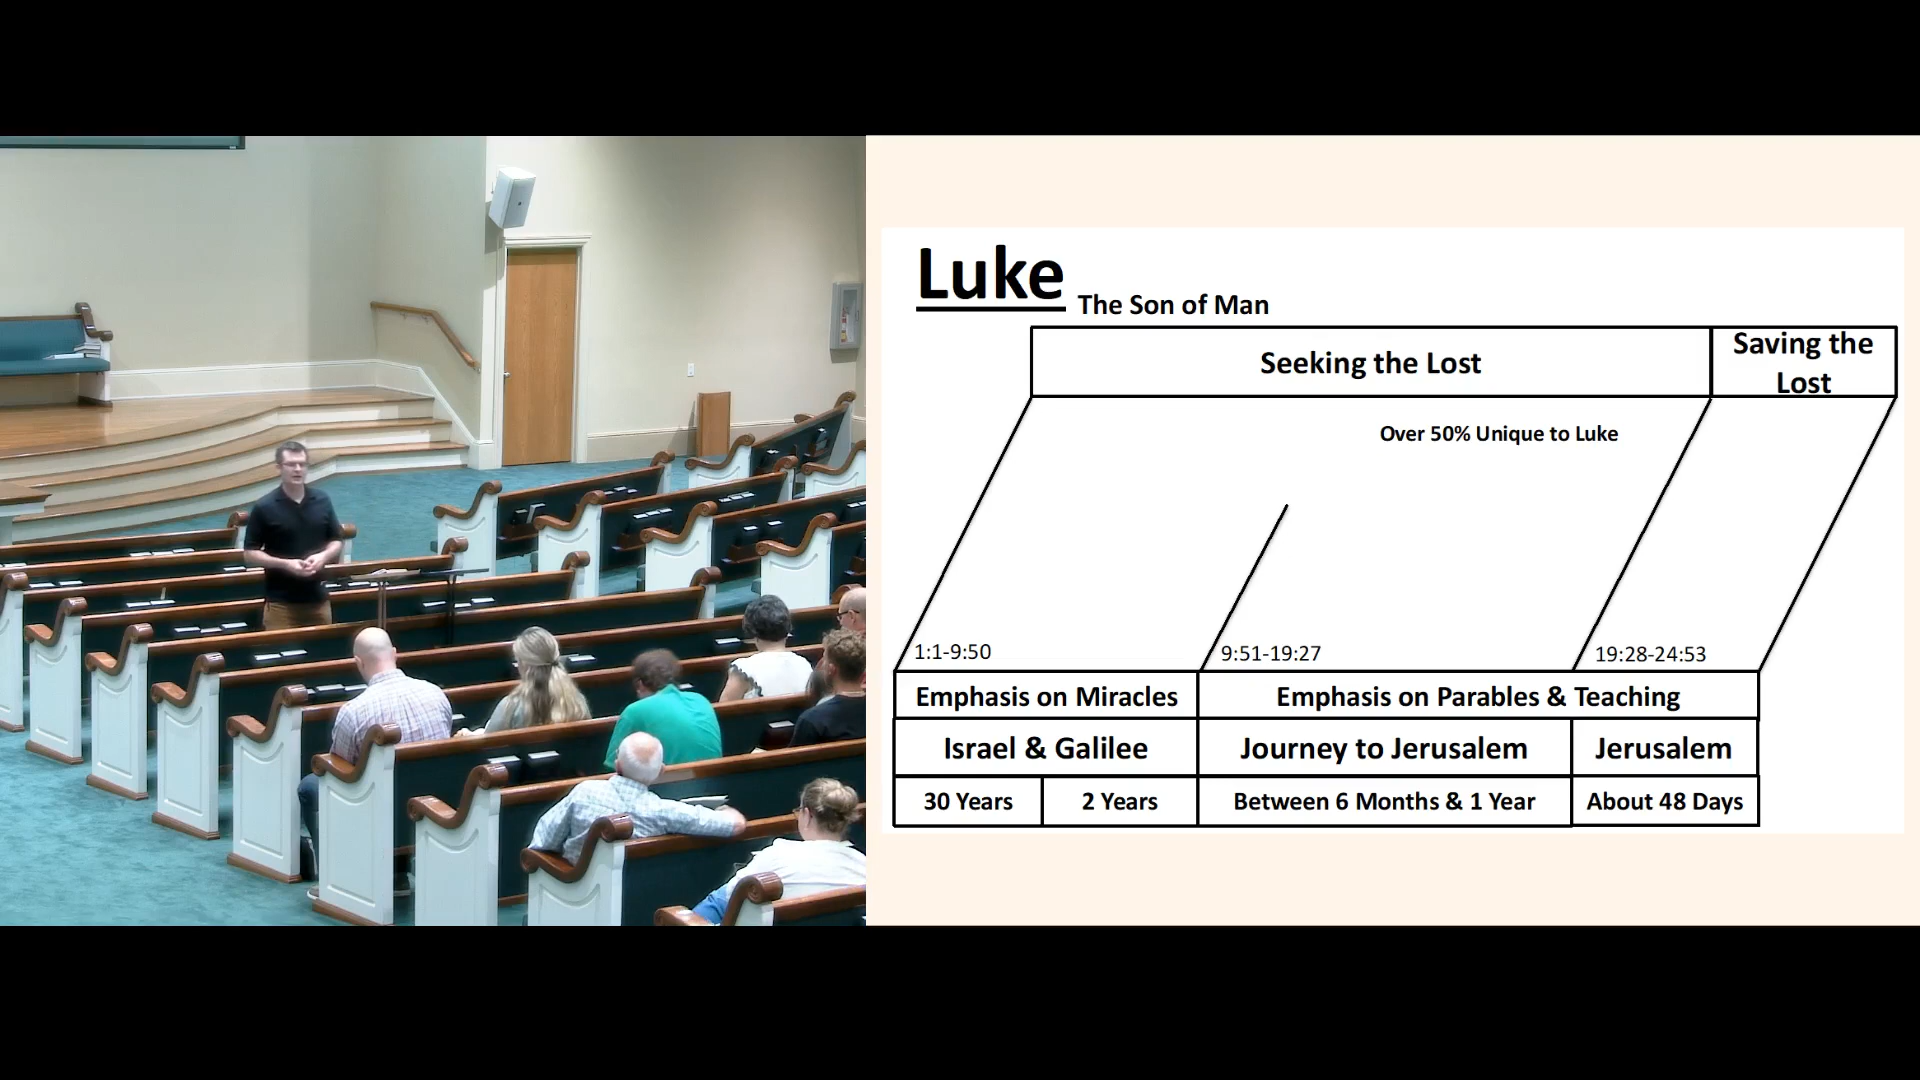 Luke
The Son of Man
Seeking the Lost
Saving the
Lost
Over 50% Unique to Luke
1:1-9:50
9:51-19:27
19:28-24:53
Emphasis on Miracles
Emphasis on Parables & Teaching
Israel & Galilee
Journey to Jerusalem
Jerusalem
30 Years
2 Years
Between 6 Months & 1 Year
About 48 Days